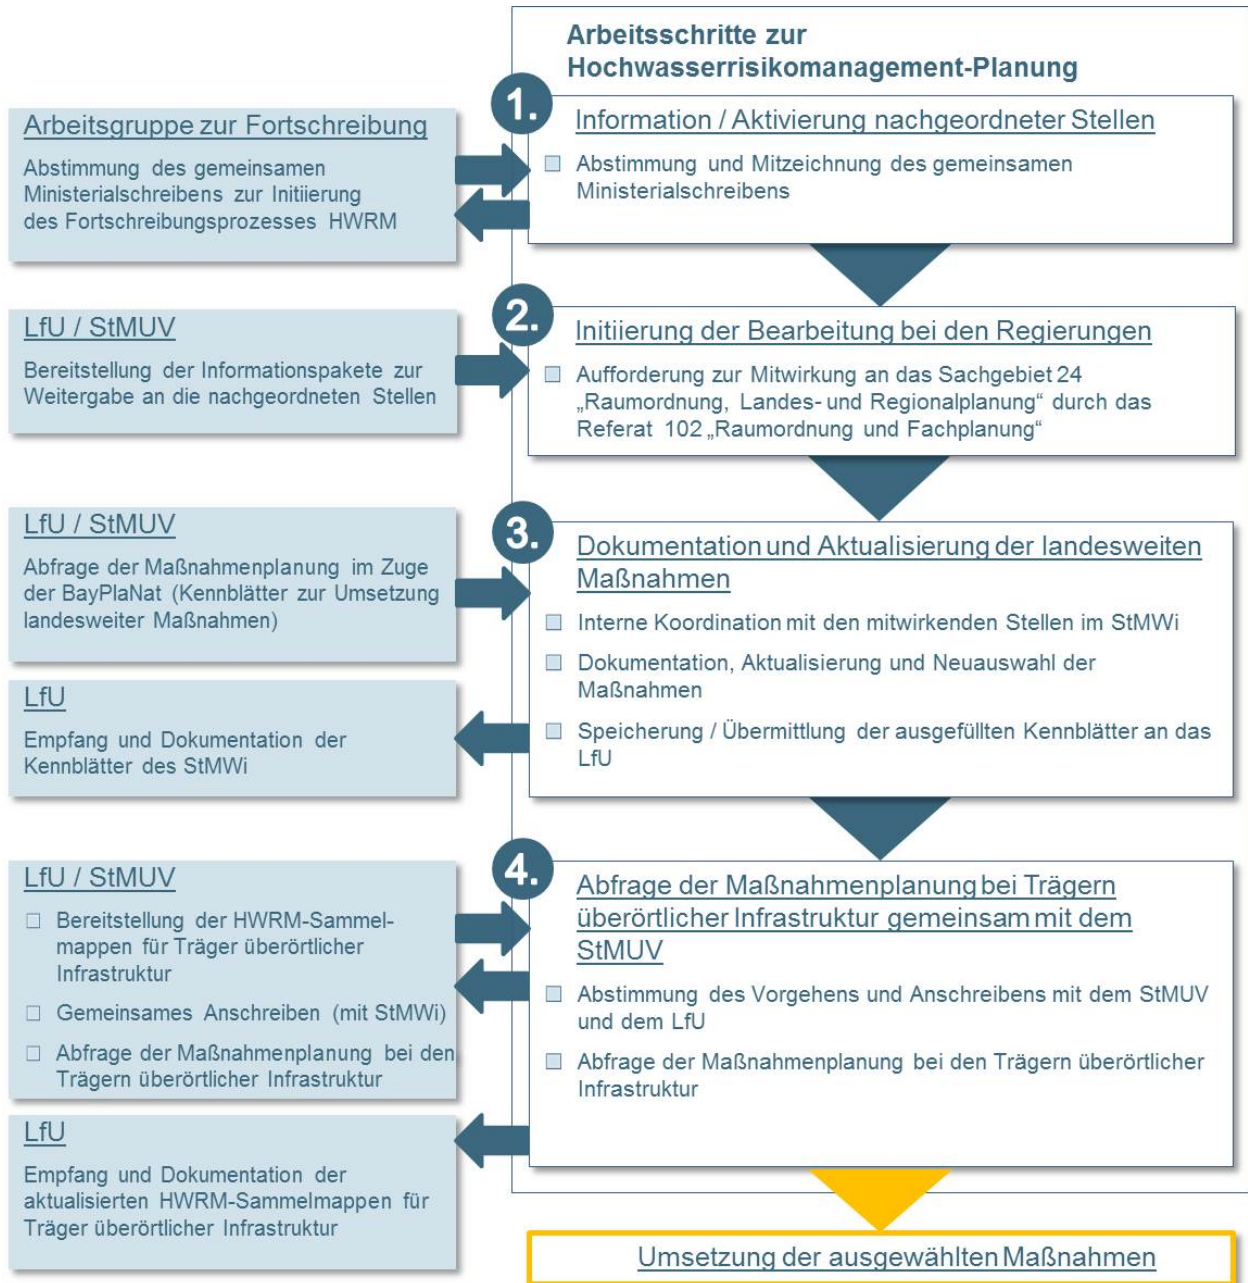 Arbeitsschritte zur
Hochwasserrisikomanagement-Planung
Arbeitsgruppe zur Fortschreibung
Abstimmung des gemeinsamen
Ministerialschreibens zur Initiierung
des Fortschreibungsprozesses HWRM
1.
Information / Aktivierung nachgeordneter Stellen
Abstimmung und Mitzeichnung des gemeinsamen
Ministerialschreibens
LfU / StMUV
Bereitstellung der Informationspakete zur
Weitergabe an die nachgeordneten Stellen
2.
Initiierung der Bearbeitung bei den Regierungen
Aufforderung zur Mitwirkung an das Sachgebiet 24
„Raumordnung, Landes- und Regionalplanung“ durch das
Referat 102 „Raumordnung und Fachplanung“
LfU / StMUV
Abfrage der Maßnahmenplanung im Zuge
der BayPlaNat (Kennblätter zur Umsetzung
landesweiter Maßnahmen)
LfU
Empfang und Dokumentation der
Kennblätter des StMWi
3.
Dokumentation und Aktualisierung der landesweiten
Maßnahmen
Interne Koordination mit den mitwirkenden Stellen im StMWi
Dokumentation, Aktualisierung und Neuauswahl der
Maßnahmen
Speicherung / Übermittlung der ausgefüllten Kennblätter an das
LfU
LfU / StMUV
Bereitstellung der HWRM-Sammel-
mappen für Träger überörtlicher
Infrastruktur
Gemeinsames Anschreiben (mit StMWi)
Abfrage der Maßnahmenplanung bei den
Trägern überörtlicher Infrastruktur
LfU
Empfang und Dokumentation der
aktualisierten HWRM-Sammelmappen für
Träger überörtlicher Infrastruktur
4.
Abfrage der Maßnahmenplanung bei Trägern
überörtlicher Infrastruktur gemeinsam mit dem
StMUV
Abstimmung des Vorgehens und Anschreibens mit dem StMUV
und dem LfU
Abfrage der Maßnahmenplanung bei den Trägern überörtlicher
Infrastruktur
Umsetzung der ausgewählten Maßnahmen